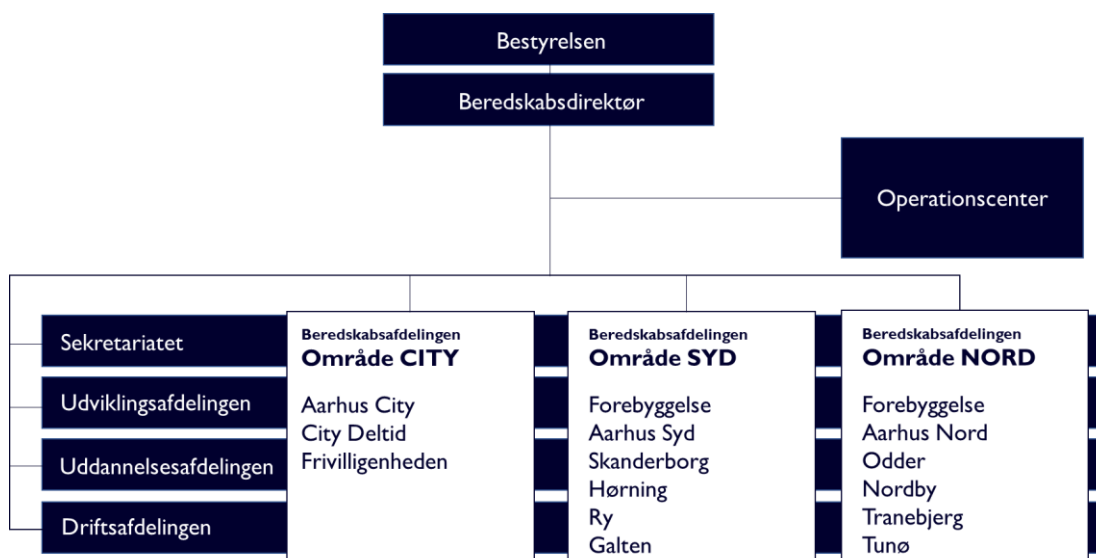 Bestyrelsen
Beredskabsdirektør
Operationscenter
Sekretariatet
Udviklingsafdelingen
Uddannelsesafdelingen
Driftsafdelingen
Beredskabsafdelingen
Område CITY
Aarhus City
City Deltid
Frivilligenheden
Beredskabsafdelingen
Område SYD
Forebyggelse
Aarhus Syd
Skanderborg
Hørning
Ry
Galten
Beredskabsafdelingen
Område NORD
Forebyggelse
Aarhus Nord
Odder
Nordby
Tranebjerg
Tunø